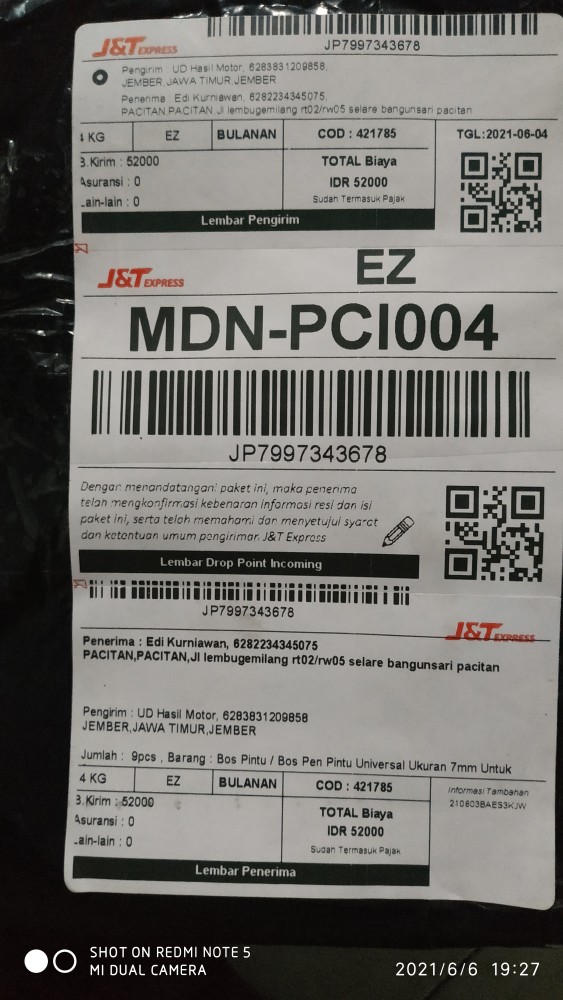 J&T EXPRESS
JP7997343678
Pengirim : UD Hasil Motor, 6283831209858,
JEMBER,JAWA TIMUR,JEMBER
Penerima : Edi Kurniawan, 6282234345075,
PACITAN,PACITAN,Jl lembugemilang rt02/rw05 selare bangunsari pacitan
4 KG EZ BULANAN COD : 421785 TGL:2021-06-04
B.Kirim : 52000 TOTAL Biaya
Asuransi : 0 IDR 52000
Lain-lain : 0 Sudan Termasuk Pajak
Lembar Pengirim
J&T EXPRESS EZ
MDN-PCI004
JP7997343678
Dengan menandatangani paket ini, maka penerima
telah mengkonfirmasi kebenaran informasi resi dan isi
paket ini, serta telah memahami dan menyetujui syarat
dan ketentuan umum pengiriman J&T Express
Lembar Drop Point Incoming
JP7997343678
J&T EXPRESS
Penerima : Edi Kurniawan, 6282234345075
PACITAN,PACITAN,Jl lembugemilang rt02/rw05 selare bangunsari pacitan
Pengirim : UD Hasil Motor, 6283831209858
JEMBER,JAWA TIMUR,JEMBER
Jumlah : 9pcs , Barang : Bos Pintu / Bos Pen Pintu Universal Ukuran 7mm Untuk
4 KG EZ BULANAN COD : 421785 Informasi Tambahan
B.Kirim : 52000 TOTAL Biaya 210603BAES3KJW
Asuransi : 0 IDR 52000
Lain-lain : 0 Sudan Termasuk Pajak
Lembar Penerima
SHOT ON REDMI NOTE 5
MI DUAL CAMERA
2021/6/6 19:27